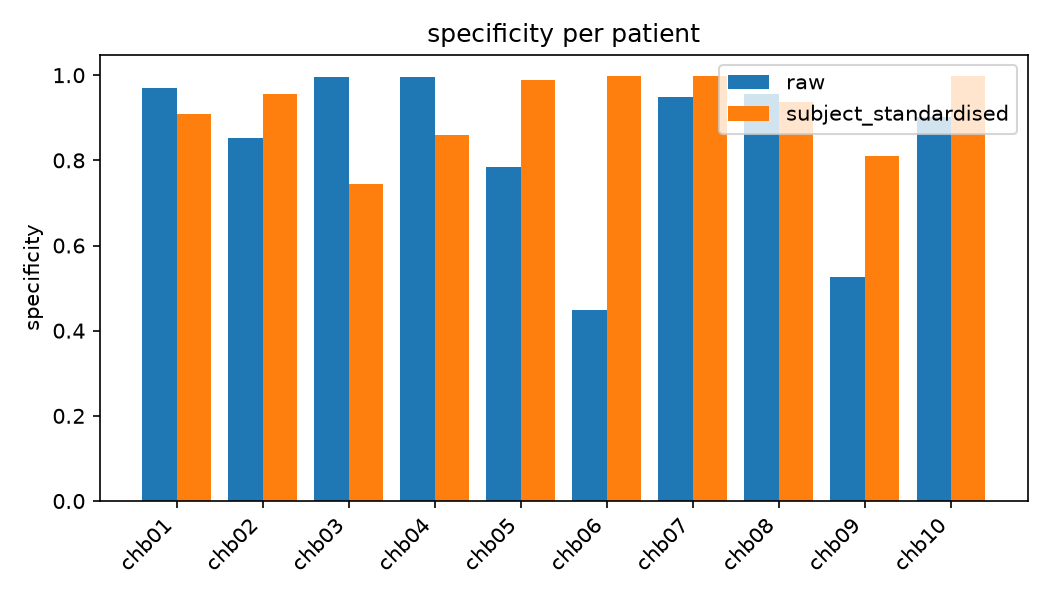 specificity per patient
raw
subject_standardised
specificity
1.0
0.8
0.6
0.4
0.2
0.0
chb01
chb02
chb03
chb04
chb05
chb06
chb07
chb08
chb09
chb10